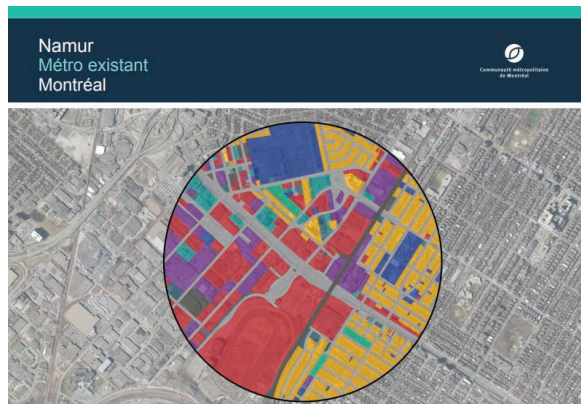 Namur
Métro existant
Montréal
Communauté métropolitaine
de Montréal